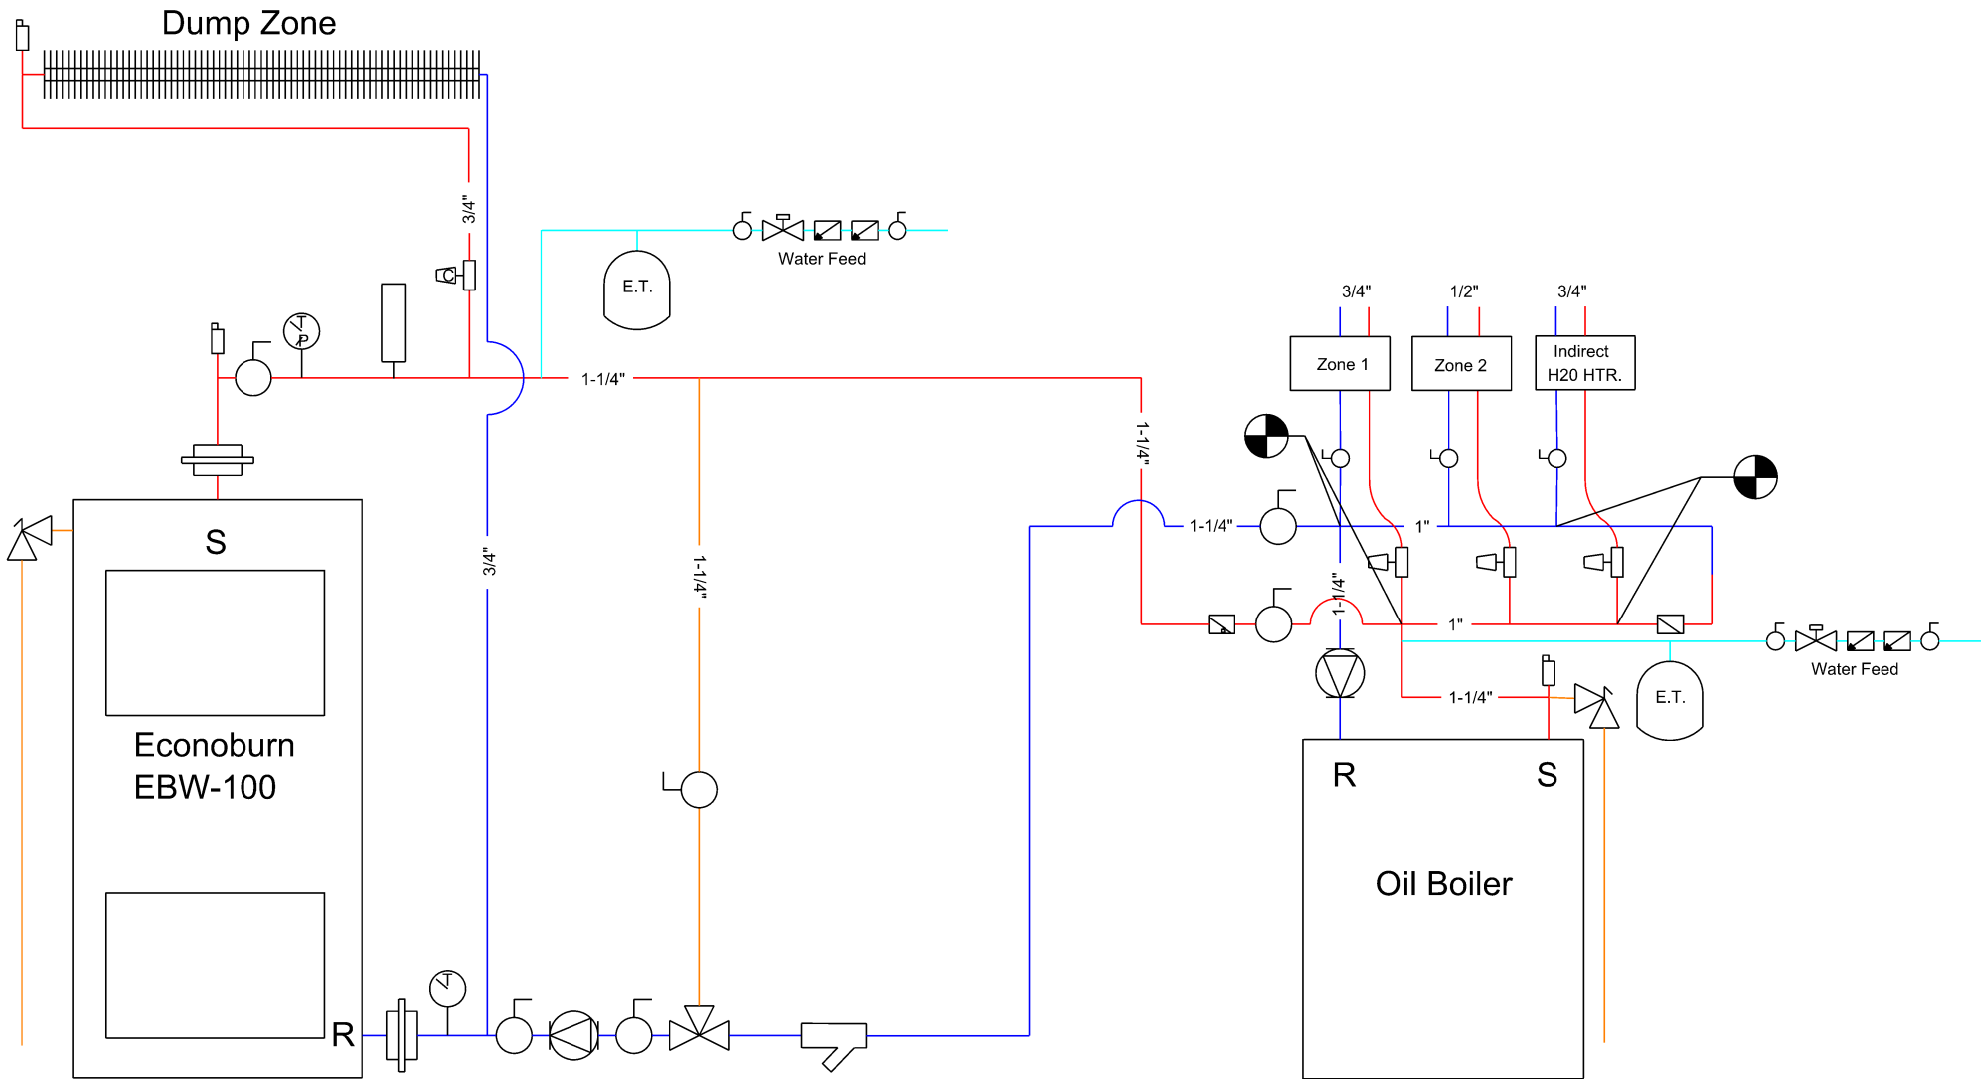 Dump Zone
3/4"
C
Water Feed
E.T.
T
P
1-1/4"
3/4"
1/2"
3/4"
Zone 1
Zone 2
Indirect
H20 HTR.
1-1/4"
1-1/4"
1"
S
3/4"
1-1/4"
1-1/4"
1"
Water Feed
1-1/4"
E.T.
Econoburn
EBW-100
R
S
Oil Boiler
T
R